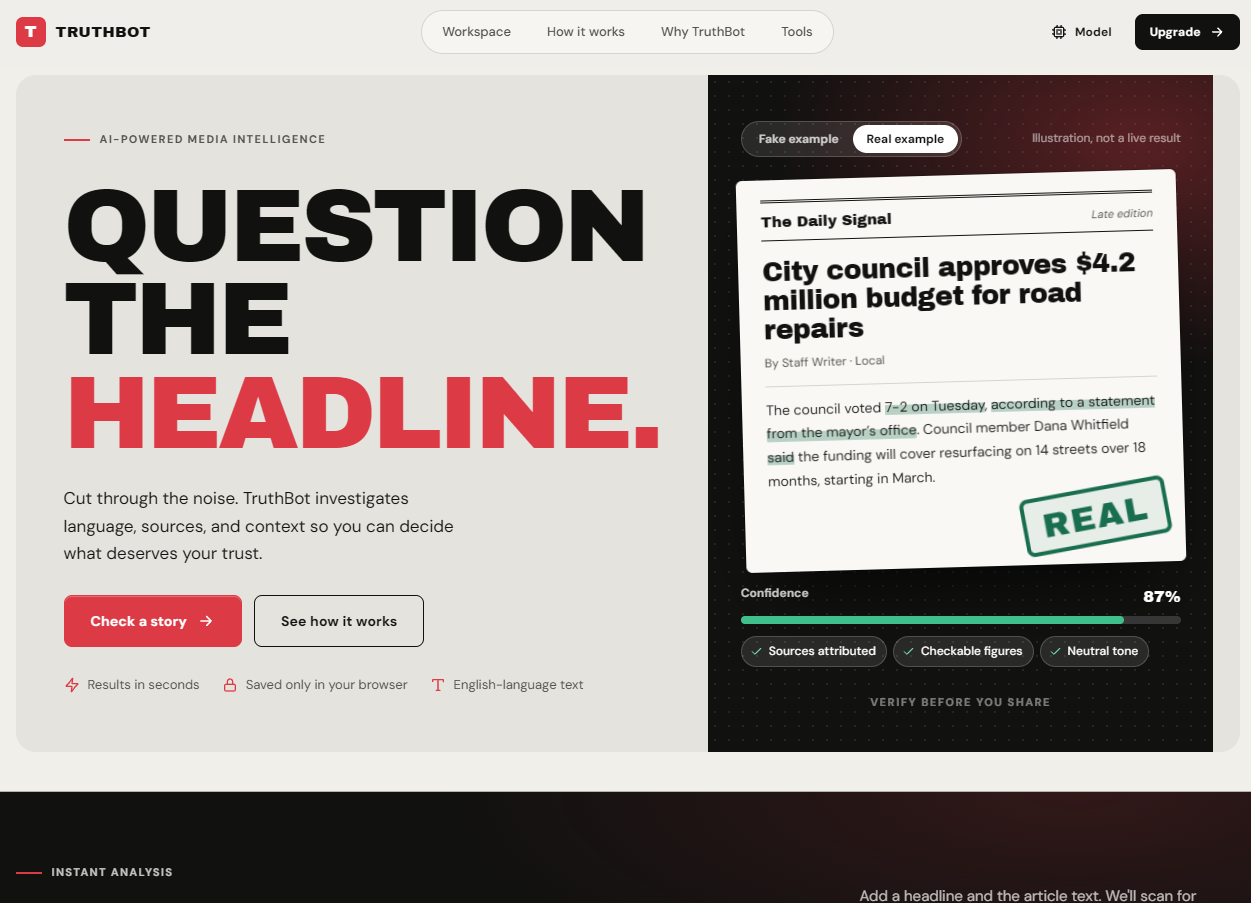 T TRUTHBOT
Workspace How it works Why TruthBot Tools
Model
Upgrade →
AI-POWERED MEDIA INTELLIGENCE
QUESTION
THE
HEADLINE.
Cut through the noise. TruthBot investigates
language, sources, and context so you can decide
what deserves your trust.
Check a story →
See how it works
Results in seconds
Saved only in your browser
English-language text
Fake example Real example
Illustration, not a live result
The Daily Signal
Late edition
City council approves $4.2
million budget for road
repairs
By Staff Writer · Local
The council voted 7–2 on Tuesday, according to a statement
from the mayor's office. Council member Dana Whitfield
said the funding will cover resurfacing on 14 streets over 18
months, starting in March.
REAL
Confidence
87%
✓ Sources attributed
✓ Checkable figures
✓ Neutral tone
VERIFY BEFORE YOU SHARE
INSTANT ANALYSIS
Add a headline and the article text. We'll scan for